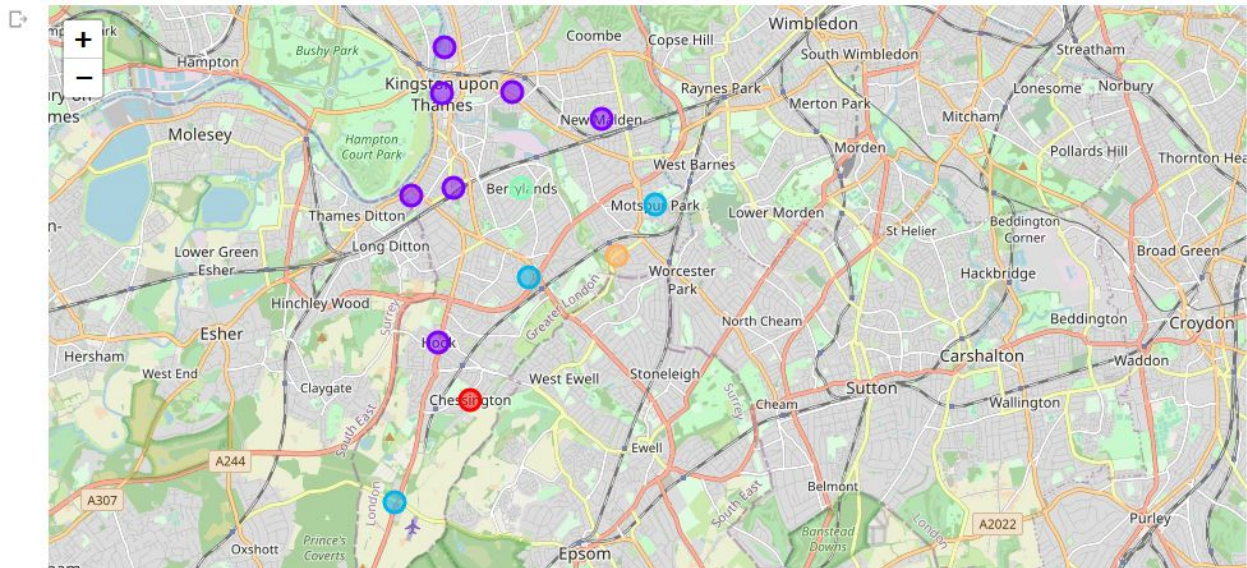 +
−
Hampton
Bushy Park
Coombe
Copse Hill
Wimbledon
South Wimbledon
Streatham
Kingston upon
Thames
Raynes Park
Merton Park
Lonesome
Norbury
Mitcham
Molesey
Hampton
Court Park
New Malden
Morden
Pollards Hill
West Barnes
Berrylands
Thames Ditton
Motspur Park
Lower Morden
St Helier
Beddington
Corner
Long Ditton
Lower Green
Esher
Broad Green
Worcester
Park
Hackbridge
Hinchley Wood
Surrey
Greater London
Esher
North Cheam
Beddington
Croydon
Hook
Hersham
Carshalton
Waddon
West End
Claygate
West Ewell
Stoneleigh
Sutton
Wallington
Chessington
Surrey
Cheam
South East
Ewell
A244
Belmont
A307
London
South East
A2022
Purley
Banstead
Downs
London
Oxshott
Prince's
Coverts
Epsom